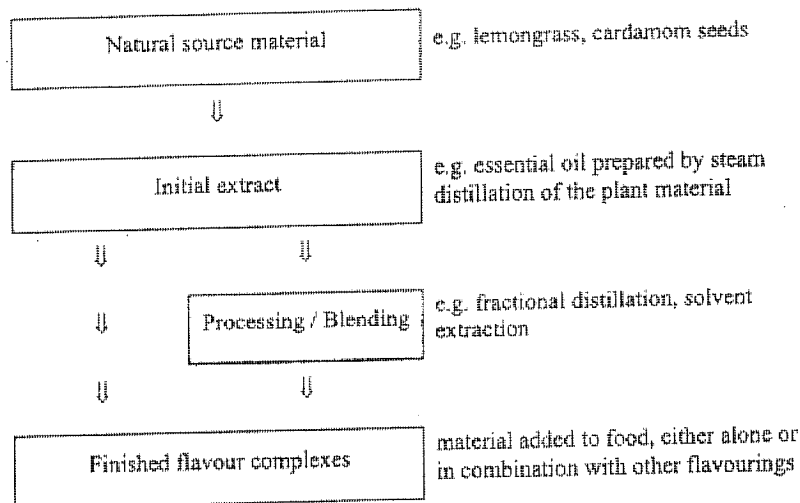 Natural source material
e.g. lemongrass, cardamom seeds
Initial extract
e.g. essential oil prepared by steam
distillation of the plant material
Processing / Blending
e.g. fractional distillation, solvent
extraction
Finished flavour complexes
material added to food, either alone or
in combination with other flavourings